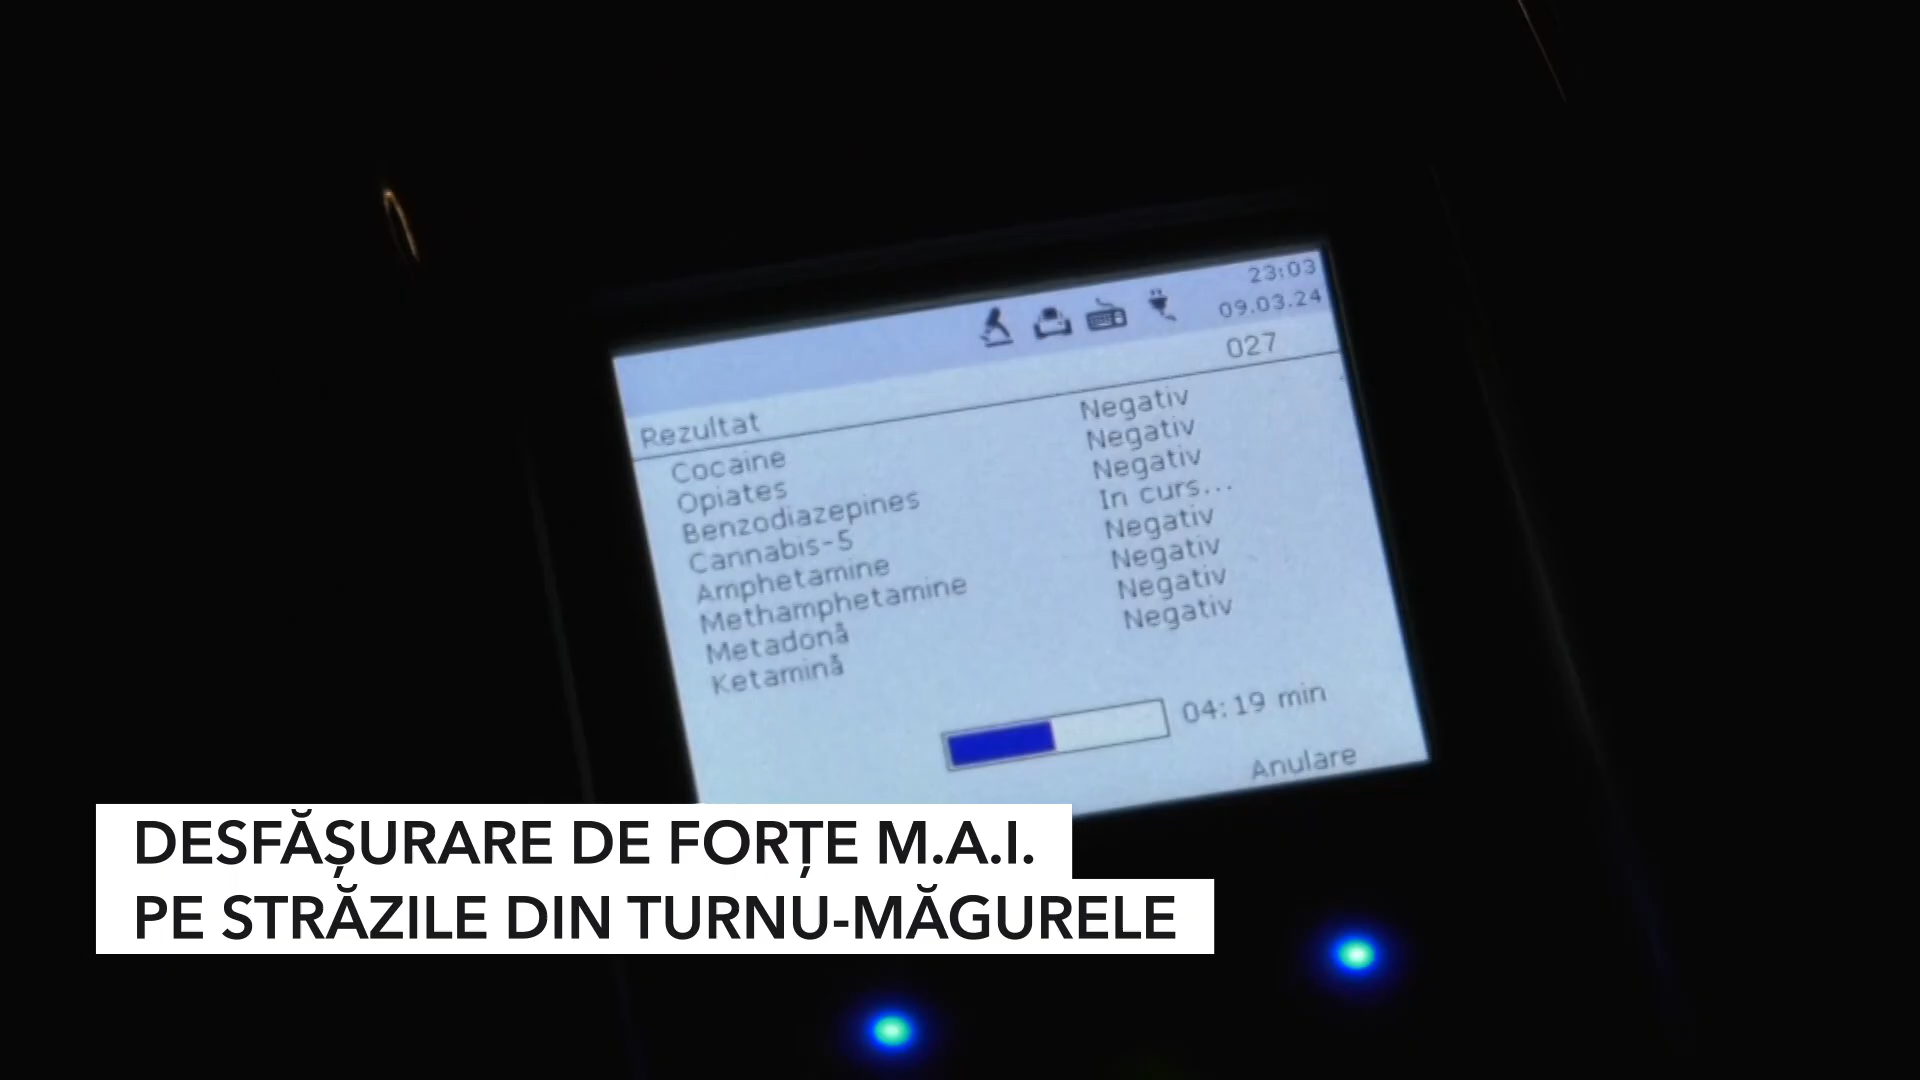 23:03
09.03.24
027
Rezultat
Cocaine Negativ
Opiates Negativ
Benzodiazepines Negativ
Cannabis-5 In curs...
Amphetamine Negativ
Methamphetamine Negativ
Metadonă Negativ
Ketamină Negativ
04:19 min
Anulare
DESFĂȘURARE DE FORȚE M.A.I.
PE STRĂZILE DIN TURNU-MĂGURELE